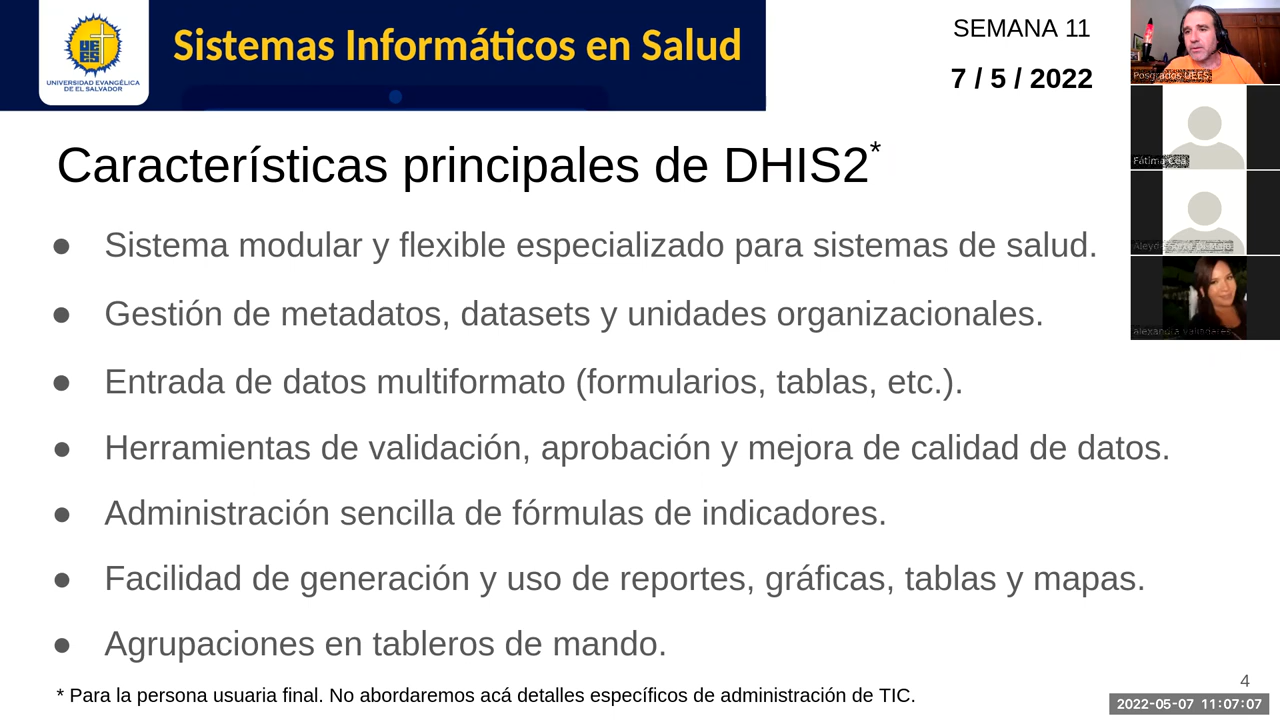 UEES
UNIVERSIDAD EVANGÉLICA
DE EL SALVADOR
Sistemas Informáticos en Salud
SEMANA 11
7 / 5 / 2022
Posgrados UEES
Fátima Cea
Características principales de DHIS2*
● Sistema modular y flexible especializado para sistemas de salud.
● Gestión de metadatos, datasets y unidades organizacionales.
● Entrada de datos multiformato (formularios, tablas, etc.).
● Herramientas de validación, aprobación y mejora de calidad de datos.
● Administración sencilla de fórmulas de indicadores.
● Facilidad de generación y uso de reportes, gráficas, tablas y mapas.
● Agrupaciones en tableros de mando.
* Para la persona usuaria final. No abordaremos acá detalles específicos de administración de TIC.
4
2022-05-07 11:07:07